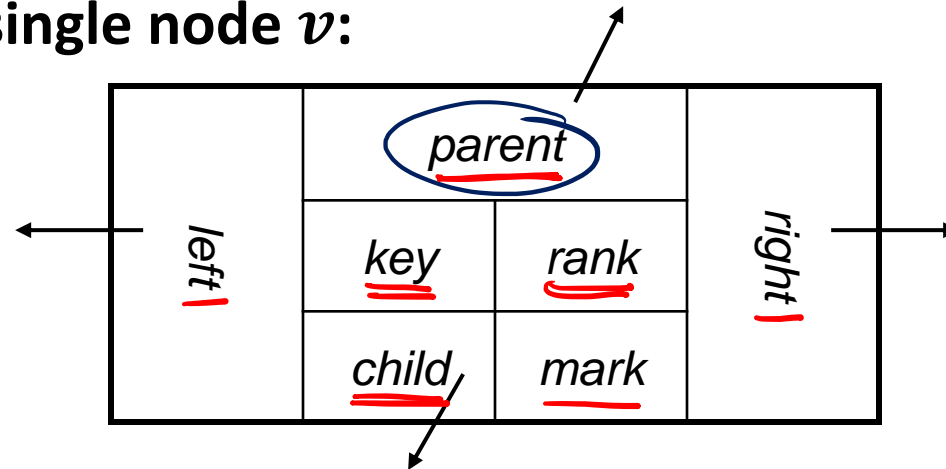 single node v:
parent
left
key rank
right
child mark